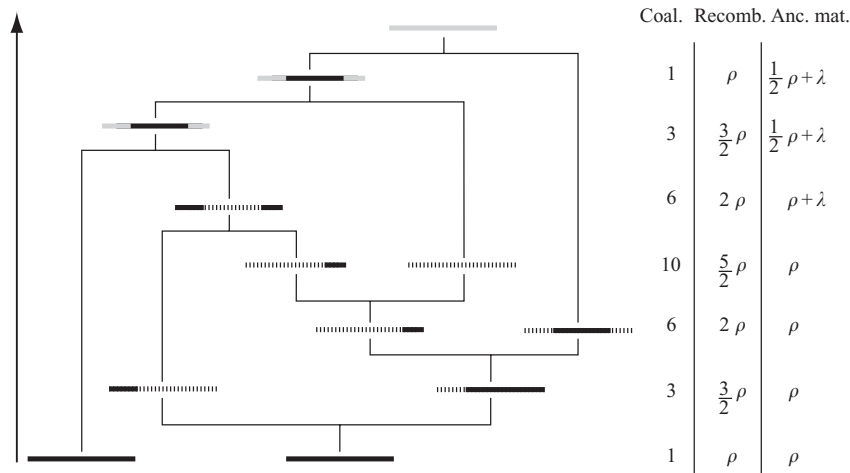 Coal. Recomb. Anc. mat.
1 ρ 1/2 ρ + λ
3 3/2 ρ 1/2 ρ + λ
6 2 ρ ρ + λ
10 5/2 ρ ρ
6 2 ρ ρ
3 3/2 ρ ρ
1 ρ ρ